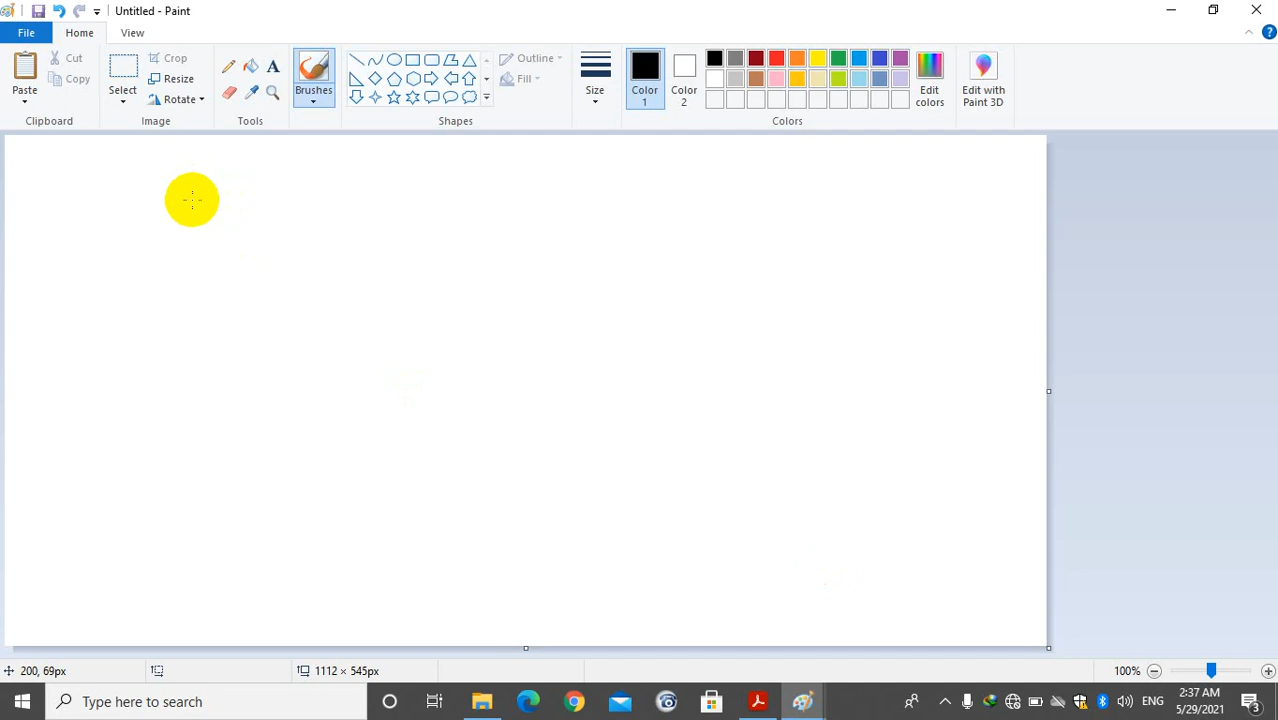 Untitled - Paint
File Home View
Paste
Cut
Copy
Clipboard
Select
Crop
Resize
Rotate
Image
A
Tools
Brushes
Outline
Fill
Shapes
Size
Color 1
Color 2
Edit colors
Colors
Edit with Paint 3D
200, 69px
1112 × 545px
100%
Type here to search
ENG
2:37 AM
5/29/2021
3